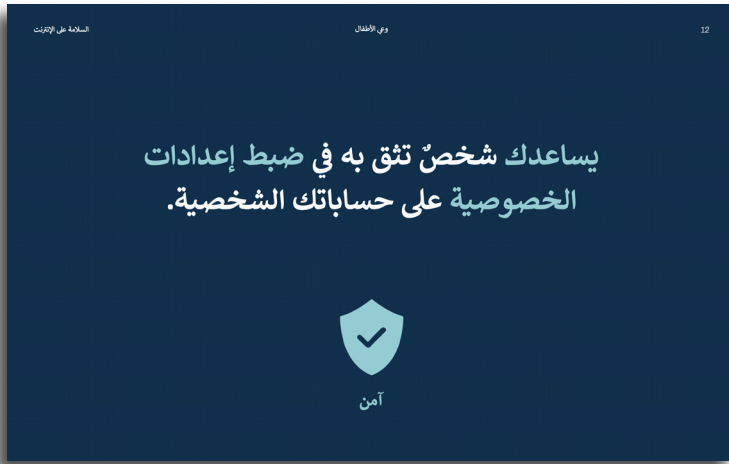 السلامة على الإنترنت
وعي الأطفال
12
يساعدك شخصٌ تثق به في ضبط إعدادات
الخصوصية على حساباتك الشخصية.
آمن